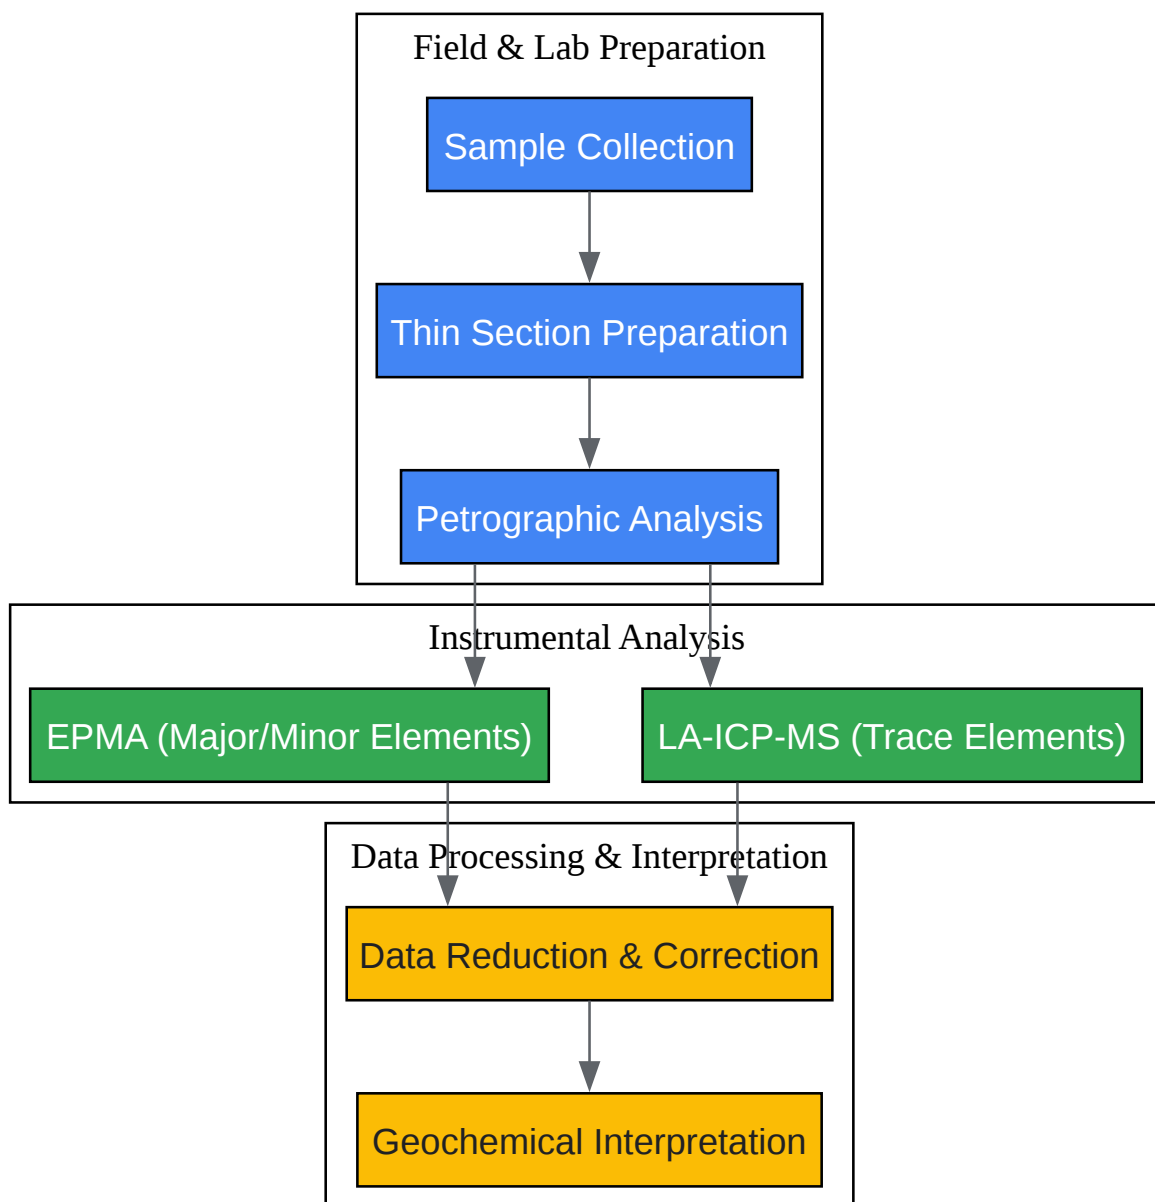 Field & Lab Preparation
Sample Collection
Thin Section Preparation
Petrographic Analysis
Instrumental Analysis
EPMA (Major/Minor Elements)
LA-ICP-MS (Trace Elements)
Data Processing & Interpretation
Data Reduction & Correction
Geochemical Interpretation